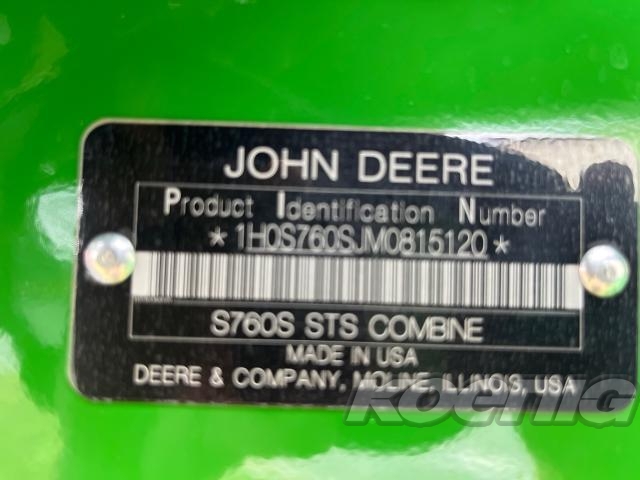 JOHN DEERE
Product Identification Number
*1H0S760SJM0815120*
S760S STS COMBINE
MADE IN USA
DEERE & COMPANY, MOLINE, ILLINOIS, USA
KOENIG